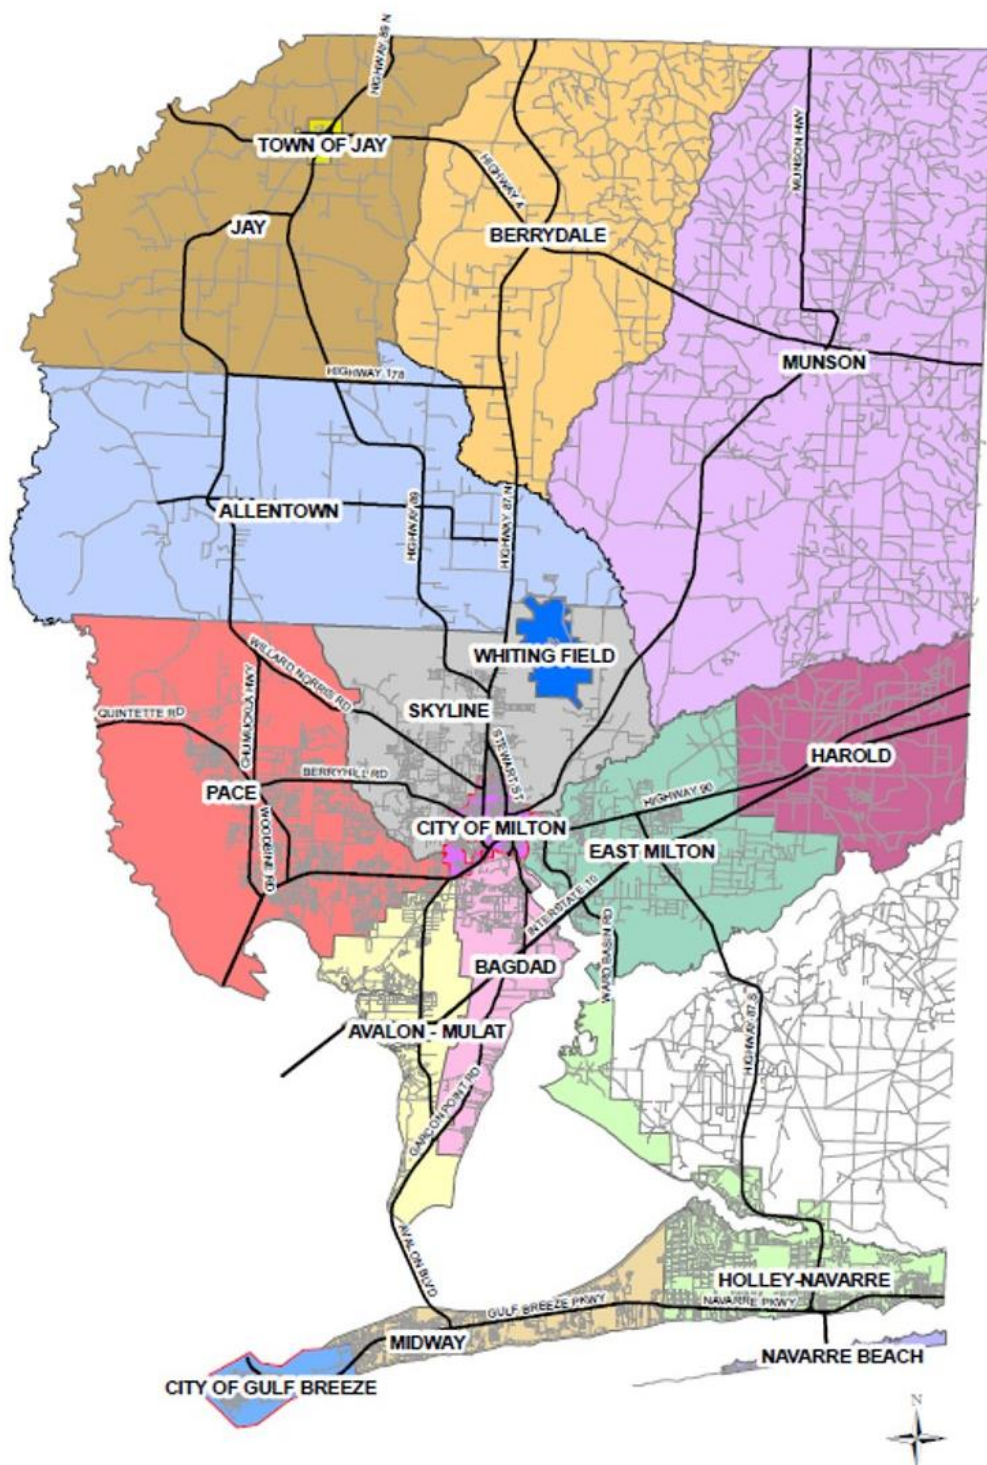 HIGHWAY 89 N
TOWN OF JAY
MUNSON HWY
HIGHWAY 4
JAY
BERRYDALE
MUNSON
HIGHWAY 178
ALLENTOWN
HIGHWAY 89
HIGHWAY 87 N
WHITING FIELD
WILLARD NORRIS RD
CHUMUCKLA HWY
QUINTETTE RD
SKYLINE
STEWART ST
HAROLD
BERRYHILL RD
PACE
HIGHWAY 90
WOODBINE RD
CITY OF MILTON
EAST MILTON
INTERSTATE 10
WARD BASIN RD
BAGDAD
AVALON - MULAT
HIGHWAY 87 S
GARCON POINT RD
AVALON BLVD
HOLLEY-NAVARRE
GULF BREEZE PKWY
NAVARRE PKWY
MIDWAY
NAVARRE BEACH
CITY OF GULF BREEZE
N